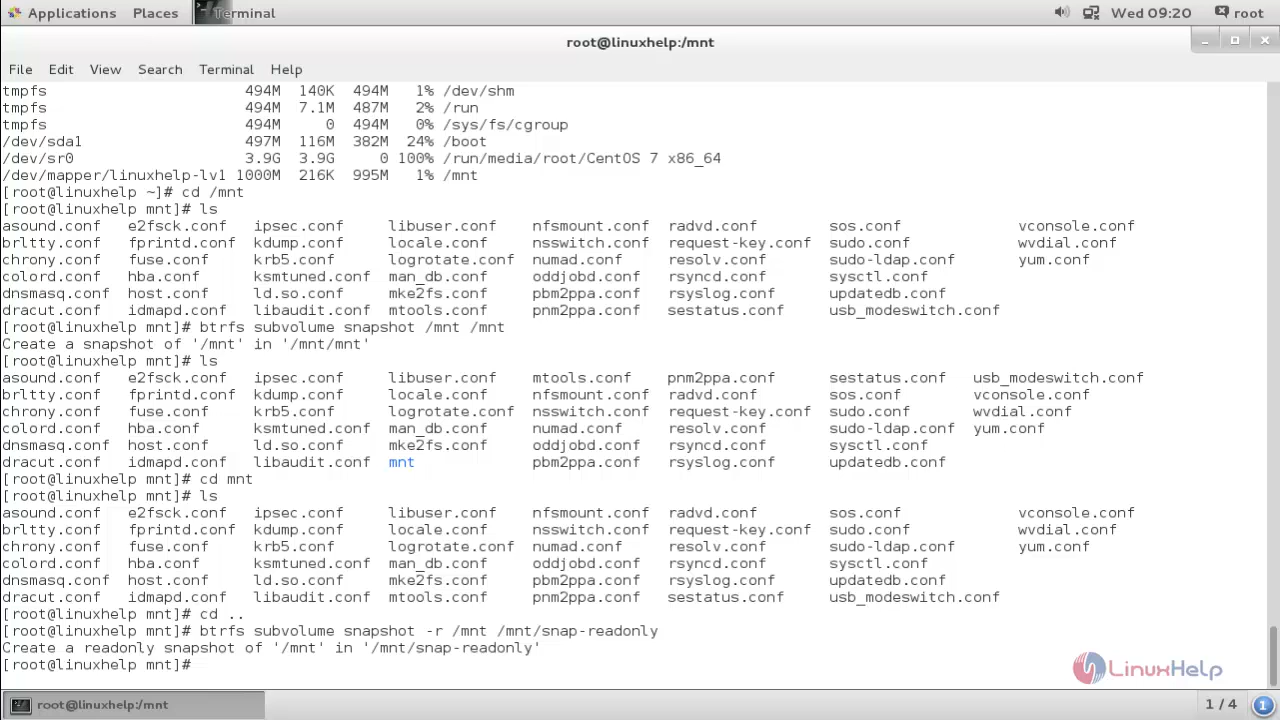 Applications Places Terminal Wed 09:20 root
root@linuxhelp:/mnt
File Edit View Search Terminal Help
tmpfs 494M 140K 494M 1% /dev/shm
tmpfs 494M 7.1M 487M 2% /run
tmpfs 494M 0 494M 0% /sys/fs/cgroup
/dev/sda1 497M 116M 382M 24% /boot
/dev/sr0 3.9G 3.9G 0 100% /run/media/root/CentOS 7 x86_64
/dev/mapper/linuxhelp-lv1 1000M 216K 995M 1% /mnt
[root@linuxhelp ~]# cd /mnt
[root@linuxhelp mnt]# ls
asound.conf e2fsck.conf ipsec.conf libuser.conf nfsmount.conf radvd.conf sos.conf vconsole.conf
brltty.conf fprintd.conf kdump.conf locale.conf nsswitch.conf request-key.conf sudo.conf wvdial.conf
chrony.conf fuse.conf krb5.conf logrotate.conf numad.conf resolv.conf sudo-ldap.conf yum.conf
colord.conf hba.conf ksmtuned.conf man_db.conf oddjobd.conf rsyncd.conf sysctl.conf
dnsmasq.conf host.conf ld.so.conf mke2fs.conf pbm2ppa.conf rsyslog.conf updatedb.conf
dracut.conf idmapd.conf libaudit.conf mtools.conf pnm2ppa.conf sestatus.conf usb_modeswitch.conf
[root@linuxhelp mnt]# btrfs subvolume snapshot /mnt /mnt
Create a snapshot of '/mnt' in '/mnt/mnt'
[root@linuxhelp mnt]# ls
asound.conf e2fsck.conf ipsec.conf libuser.conf mtools.conf pnm2ppa.conf sestatus.conf usb_modeswitch.conf
brltty.conf fprintd.conf kdump.conf locale.conf nfsmount.conf radvd.conf sos.conf vconsole.conf
chrony.conf fuse.conf krb5.conf logrotate.conf nsswitch.conf request-key.conf sudo.conf wvdial.conf
colord.conf hba.conf ksmtuned.conf man_db.conf numad.conf resolv.conf sudo-ldap.conf yum.conf
dnsmasq.conf host.conf ld.so.conf mke2fs.conf oddjobd.conf rsyncd.conf sysctl.conf
dracut.conf idmapd.conf libaudit.conf mnt pbm2ppa.conf rsyslog.conf updatedb.conf
[root@linuxhelp mnt]# cd mnt
[root@linuxhelp mnt]# ls
asound.conf e2fsck.conf ipsec.conf libuser.conf nfsmount.conf radvd.conf sos.conf vconsole.conf
brltty.conf fprintd.conf kdump.conf locale.conf nsswitch.conf request-key.conf sudo.conf wvdial.conf
chrony.conf fuse.conf krb5.conf logrotate.conf numad.conf resolv.conf sudo-ldap.conf yum.conf
colord.conf hba.conf ksmtuned.conf man_db.conf oddjobd.conf rsyncd.conf sysctl.conf
dnsmasq.conf host.conf ld.so.conf mke2fs.conf pbm2ppa.conf rsyslog.conf updatedb.conf
dracut.conf idmapd.conf libaudit.conf mtools.conf pnm2ppa.conf sestatus.conf usb_modeswitch.conf
[root@linuxhelp mnt]# cd ..
[root@linuxhelp mnt]# btrfs subvolume snapshot -r /mnt /mnt/snap-readonly
Create a readonly snapshot of '/mnt' in '/mnt/snap-readonly'
[root@linuxhelp mnt]#
LinuxHelp
root@linuxhelp:/mnt 1 / 4 1